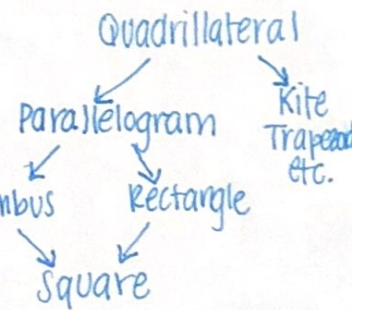 Quadrillateral
Parallelogram
Kite
etc.
Rectangle
Square